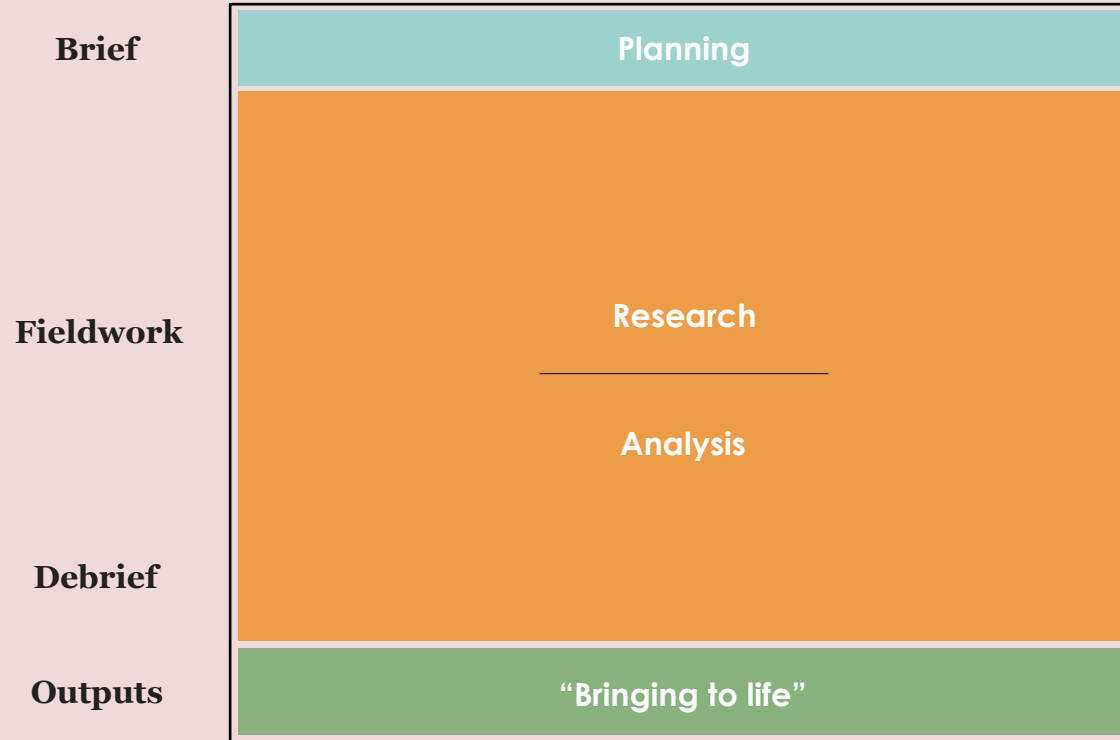 Brief
Planning
Fieldwork
Research
Analysis
Debrief
Outputs
“Bringing to life”